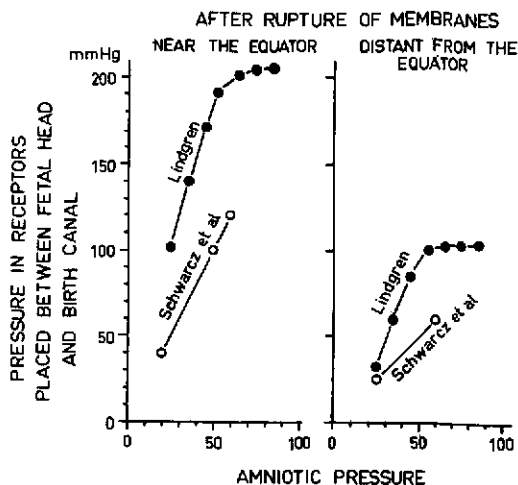 AFTER RUPTURE OF MEMBRANES
NEAR THE EQUATOR
DISTANT FROM THE
EQUATOR
mmHg
200
150
100
50
0
Lindgren
Schwarcz et al
Lindgren
Schwarcz et al
0
50
100
0
50
100
PRESSURE IN RECEPTORS
PLACED BETWEEN FETAL HEAD
AND BIRTH CANAL
AMNIOTIC PRESSURE